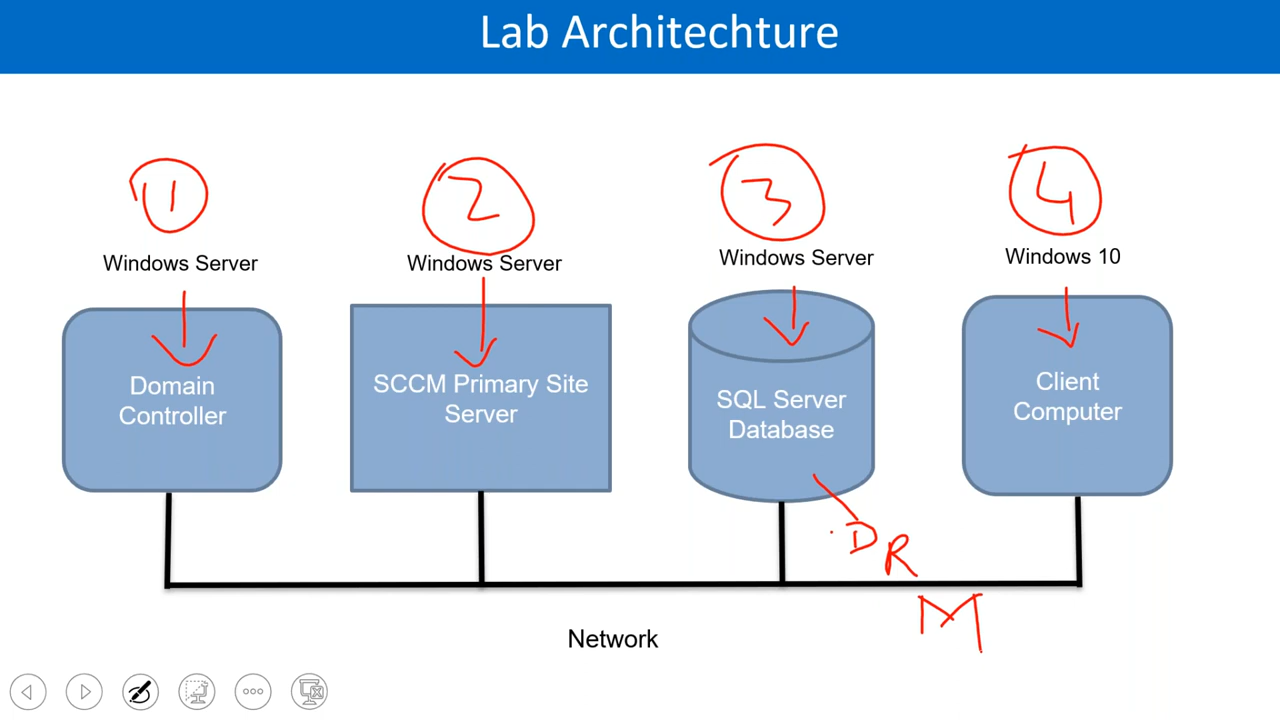 Lab Architechture
1
2
3
4
Windows Server
Windows Server
Windows Server
Windows 10
Domain
Controller
SCCM Primary Site
Server
SQL Server
Database
Client
Computer
D
R
M
Network